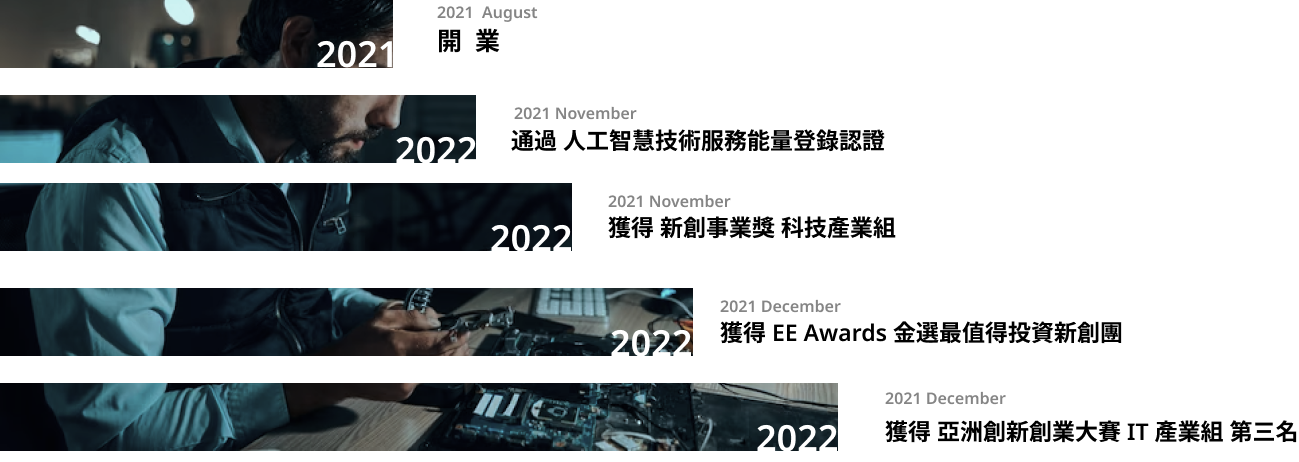 2021 August
2021
開 業
2021 November
2022
通過 人工智慧技術服務能量登錄認證
2021 November
2022
獲得 新創事業獎 科技產業組
2021 December
2022
獲得 EE Awards 金選最值得投資新創團
2021 December
2022
獲得 亞洲創新創業大賽 IT 產業組 第三名